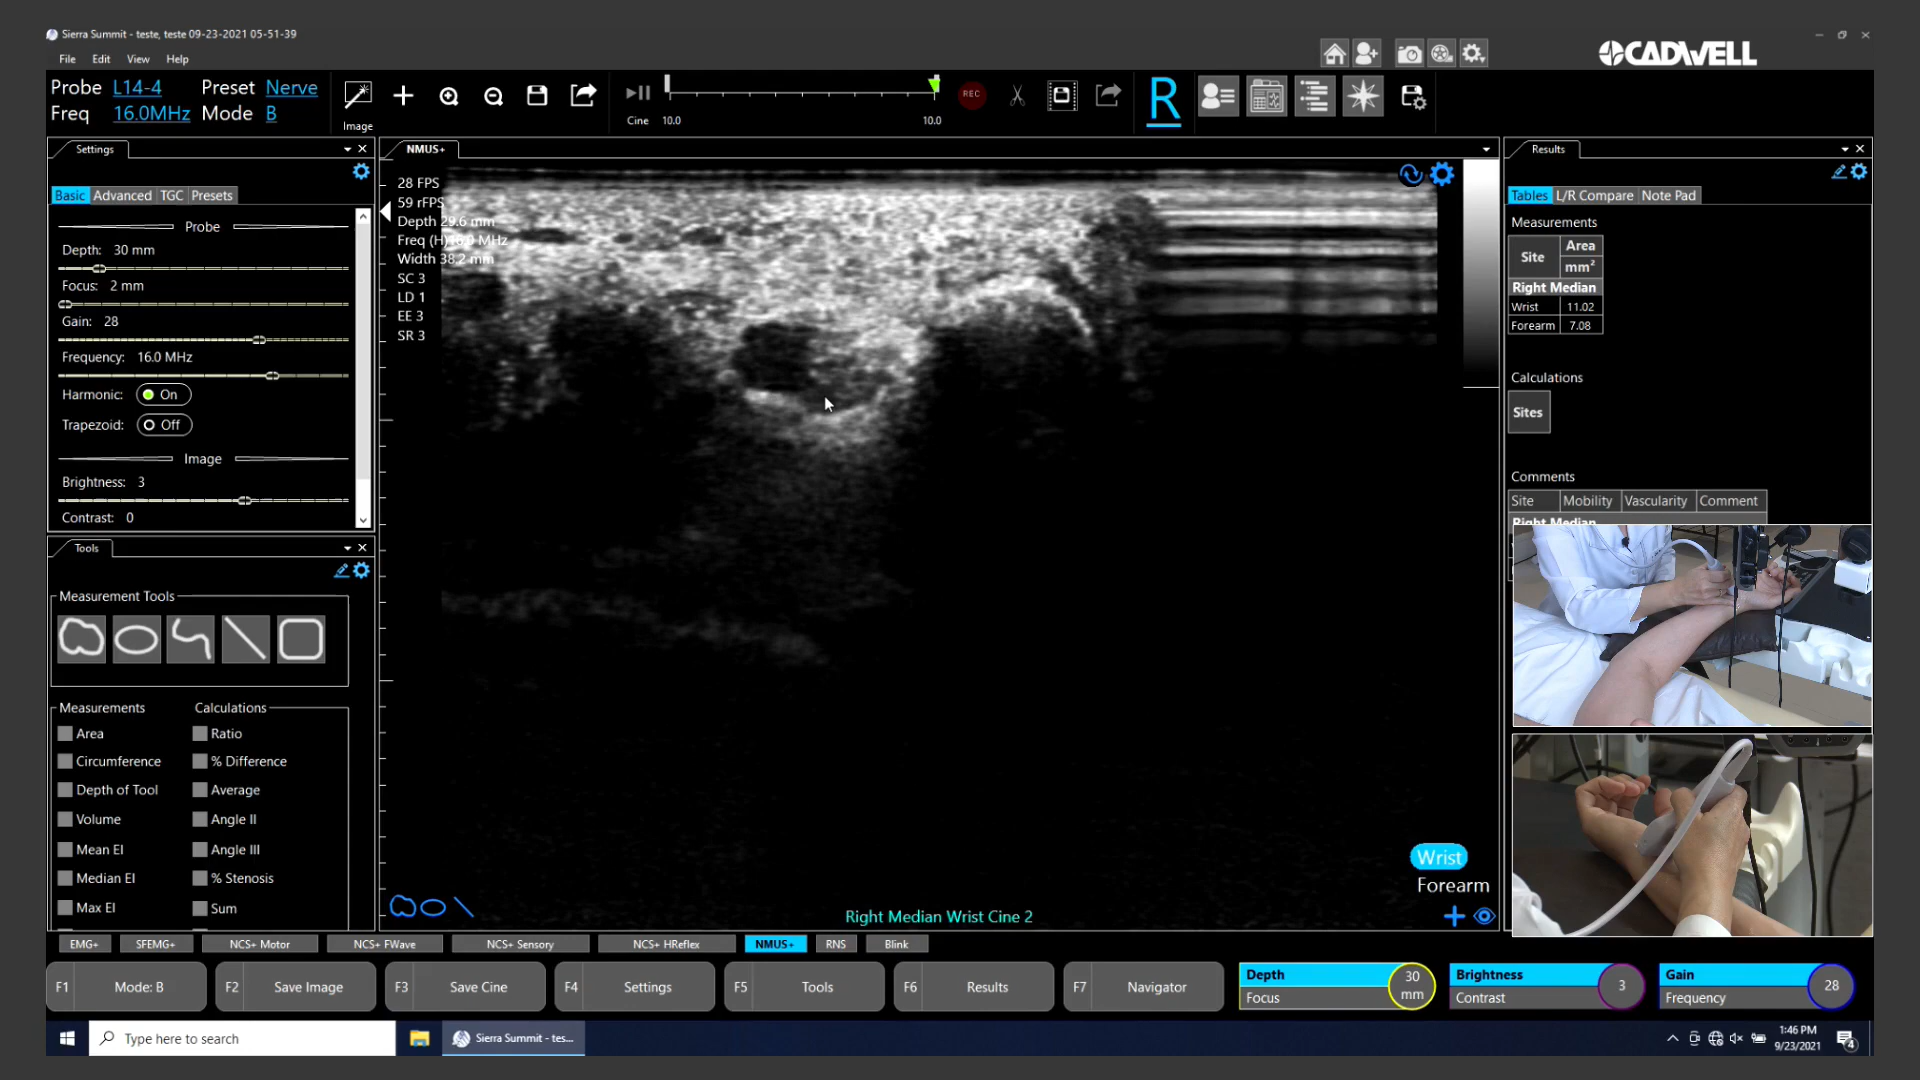 Sierra Summit - teste, teste 09-23-2021 05-51-39
File Edit View Help
CADWELL
Probe L14-4 Preset Nerve
Freq 16.0MHz Mode B
Image
Cine 10.0 10.0
REC
R
Settings
Basic Advanced TGC Presets
Probe
Depth: 30 mm
Focus: 2 mm
Gain: 28
Frequency: 16.0 MHz
Harmonic: On
Trapezoid: Off
Image
Brightness: 3
Contrast: 0
Tools
Measurement Tools
Measurements Calculations
Area Ratio
Circumference % Difference
Depth of Tool Average
Volume Angle II
Mean EI Angle III
Median EI % Stenosis
Max EI Sum
NMUS+
28 FPS
59 rFPS
Depth 29.6 mm
Freq (H)16.0 MHz
Width 38.2 mm
SC 3
LD 1
EE 3
SR 3
Wrist
Forearm
Right Median Wrist Cine 2
Results
Tables L/R Compare Note Pad
Measurements
Site Area
mm²
Right Median
Wrist 11.02
Forearm 7.08
Calculations
Sites
Comments
Site Mobility Vascularity Comment
Right Median
EMG+ SFEMG+ NCS+ Motor NCS+ FWave NCS+ Sensory NCS+ HReflex NMUS+ RNS Blink
F1 Mode: B F2 Save Image F3 Save Cine F4 Settings F5 Tools F6 Results F7 Navigator
Depth 30 mm
Focus
Brightness 3
Contrast
Gain 28
Frequency
Type here to search
Sierra Summit - tes...
1:46 PM
9/23/2021
4